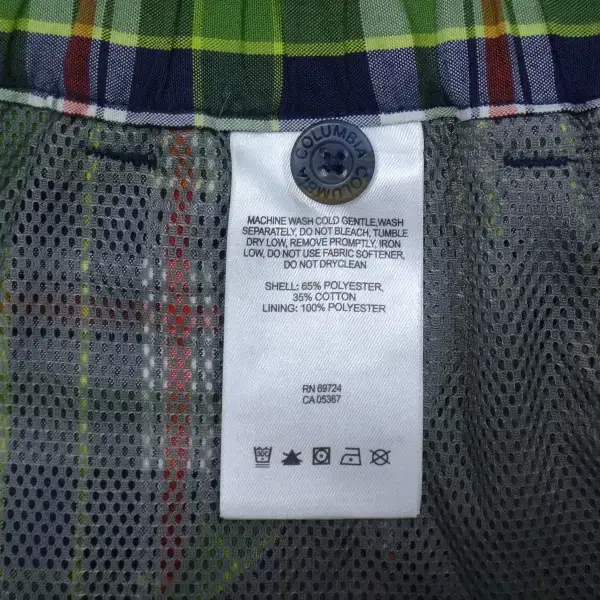 COLUMBIA COLUMBIA
MACHINE WASH COLD GENTLE,WASH
SEPARATELY, DO NOT BLEACH, TUMBLE
DRY LOW, REMOVE PROMPTLY, IRON
LOW, DO NOT USE FABRIC SOFTENER,
DO NOT DRYCLEAN
SHELL: 65% POLYESTER,
35% COTTON
LINING: 100% POLYESTER
RN 69724
CA 05367